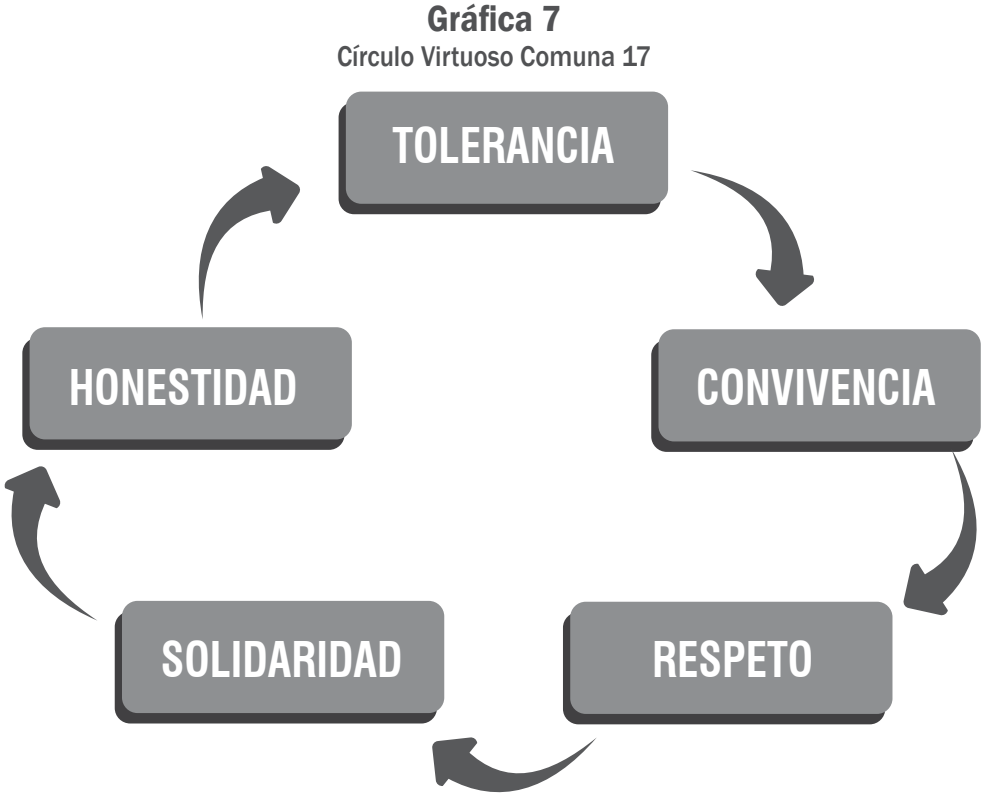 Gráfica 7
Círculo Virtuoso Comuna 17
TOLERANCIA
CONVIVENCIA
RESPETO
SOLIDARIDAD
HONESTIDAD